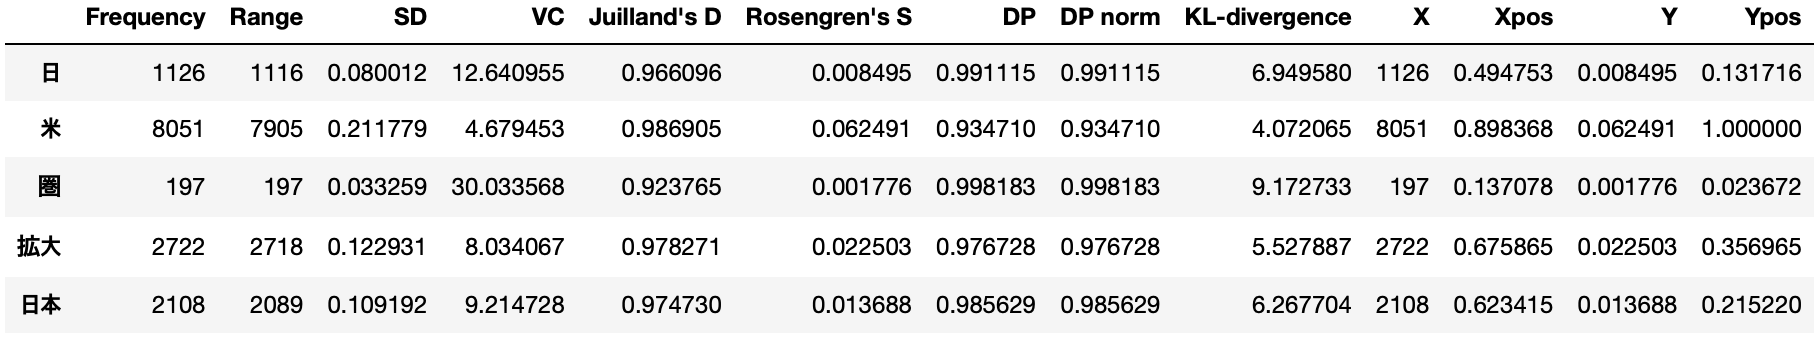 Frequency Range SD VC Juilland's D Rosengren's S DP DP norm KL-divergence X Xpos Y Ypos
日 1126 1116 0.080012 12.640955 0.966096 0.008495 0.991115 0.991115 6.949580 1126 0.494753 0.008495 0.131716
米 8051 7905 0.211779 4.679453 0.986905 0.062491 0.934710 0.934710 4.072065 8051 0.898368 0.062491 1.000000
圏 197 197 0.033259 30.033568 0.923765 0.001776 0.998183 0.998183 9.172733 197 0.137078 0.001776 0.023672
拡大 2722 2718 0.122931 8.034067 0.978271 0.022503 0.976728 0.976728 5.527887 2722 0.675865 0.022503 0.356965
日本 2108 2089 0.109192 9.214728 0.974730 0.013688 0.985629 0.985629 6.267704 2108 0.623415 0.013688 0.215220